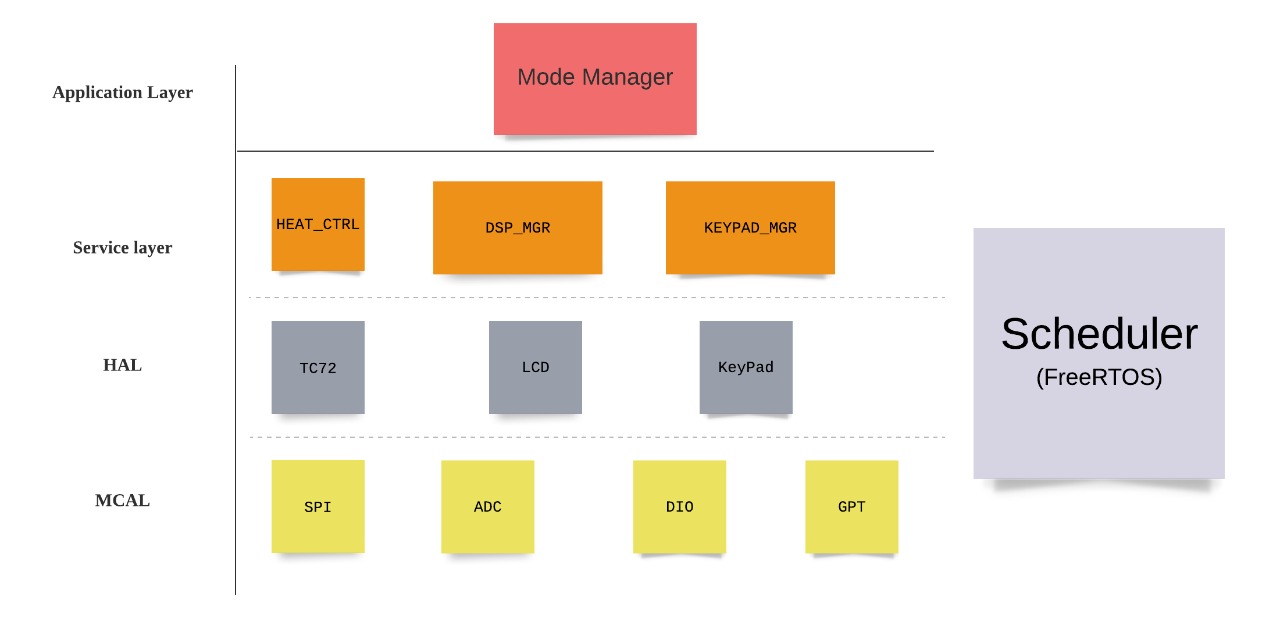 Mode Manager
Application Layer
HEAT_CTRL
DSP_MGR
KEYPAD_MGR
Service layer
Scheduler
(FreeRTOS)
HAL
TC72
LCD
KeyPad
MCAL
SPI
ADC
DIO
GPT